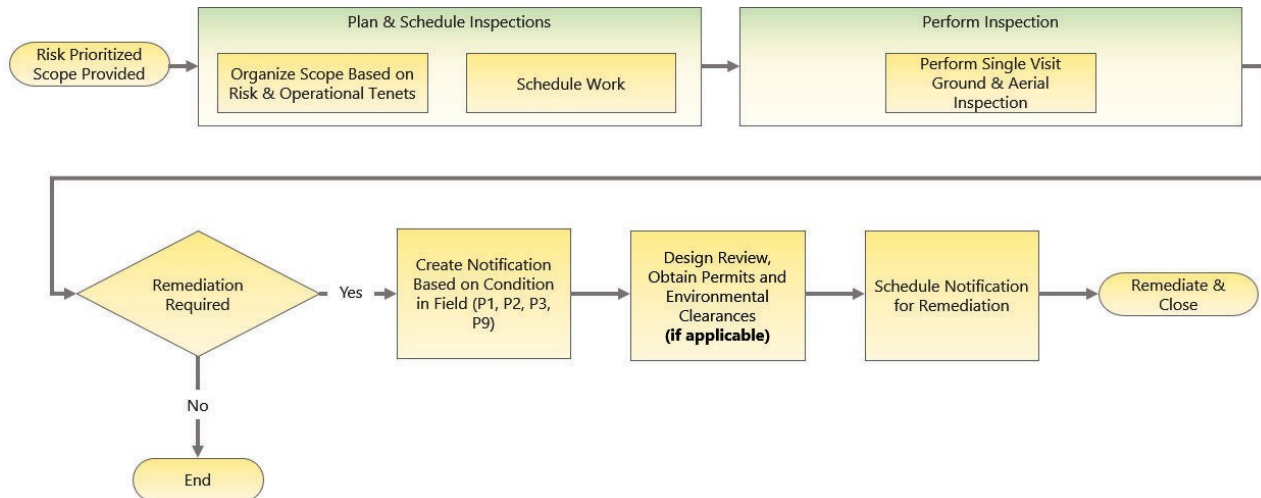 Plan & Schedule Inspections
Perform Inspection
Risk Prioritized
Scope Provided
Organize Scope Based on
Risk & Operational Tenets
Schedule Work
Perform Single Visit
Ground & Aerial
Inspection
Remediation
Required
Yes
Create Notification
Based on Condition
in Field (P1, P2, P3,
P9)
Design Review,
Obtain Permits and
Environmental
Clearances
(if applicable)
Schedule Notification
for Remediation
Remediate &
Close
No
End